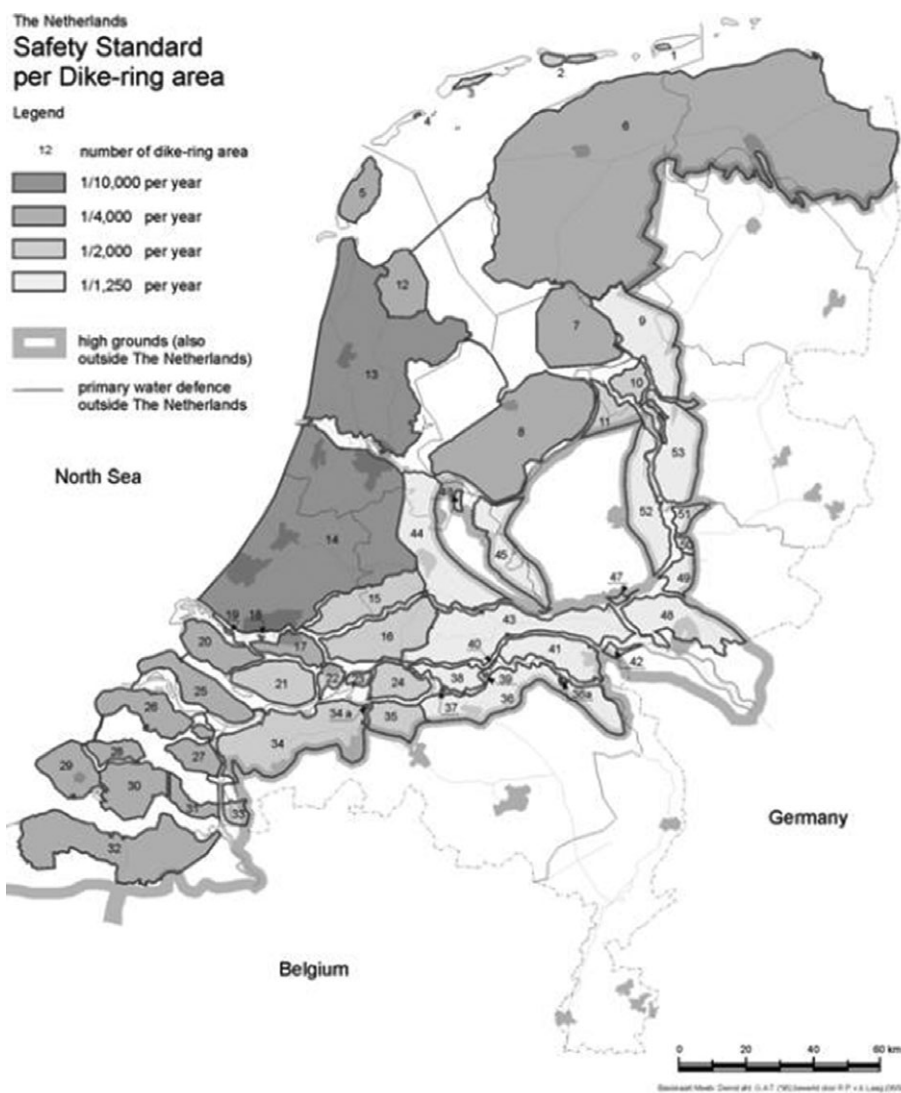 The Netherlands
Safety Standard
per Dike-ring area
Legend
12 number of dike-ring area
1/10,000 per year
1/4,000 per year
1/2,000 per year
1/1,250 per year
high grounds (also
outside The Netherlands)
primary water defence
outside The Netherlands
1
2
3
4
5
6
12
7
9
13
10
8
11
53
52
51
50
49
44
45
14
47
48
15
19
18
43
16
20
17
40
41
42
22
38
39
24
25
21
36
36a
37
26
34a
35
34
28
27
29
30
31
33
32
North Sea
Germany
Belgium
0 20 40 60 km